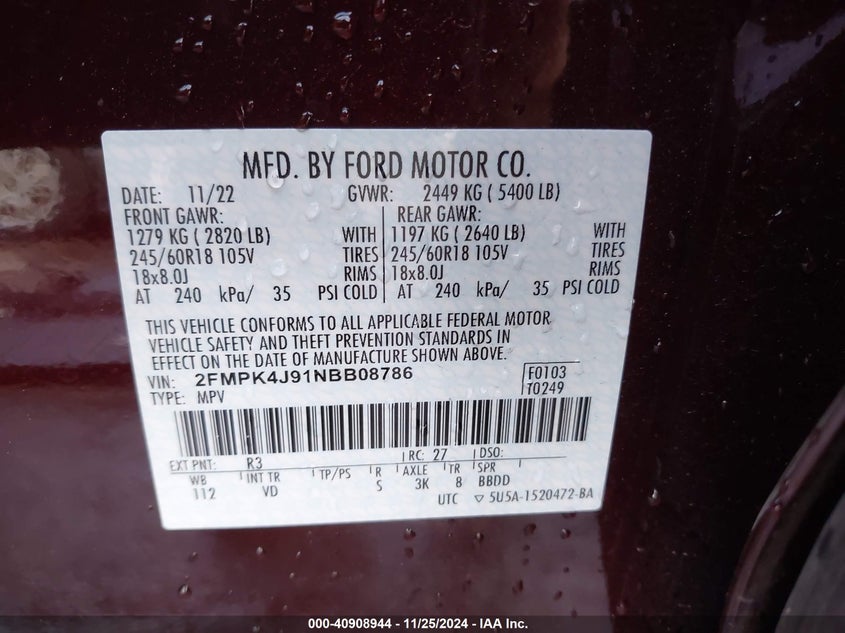 MFD. BY FORD MOTOR CO.
DATE: 11/22 GVWR: 2449 KG ( 5400 LB)
FRONT GAWR: REAR GAWR:
1279 KG ( 2820 LB) WITH 1197 KG ( 2640 LB) WITH
245/60R18 105V TIRES 245/60R18 105V TIRES
18x8.0J RIMS 18x8.0J RIMS
AT 240 kPa/ 35 PSI COLD AT 240 kPa/ 35 PSI COLD
THIS VEHICLE CONFORMS TO ALL APPLICABLE FEDERAL MOTOR
VEHICLE SAFETY AND THEFT PREVENTION STANDARDS IN
EFFECT ON THE DATE OF MANUFACTURE SHOWN ABOVE.
VIN: 2FMPK4J91NBB08786 F0103
TYPE: MPV T0249
EXT PNT: R3 RC: 27 DSO:
WB INT TR TP/PS R AXLE TR SPR
112 VD S 3K 8 BBDD
UTC ▽ 5U5A-1520472-BA
000-40908944 - 11/25/2024 - IAA Inc.